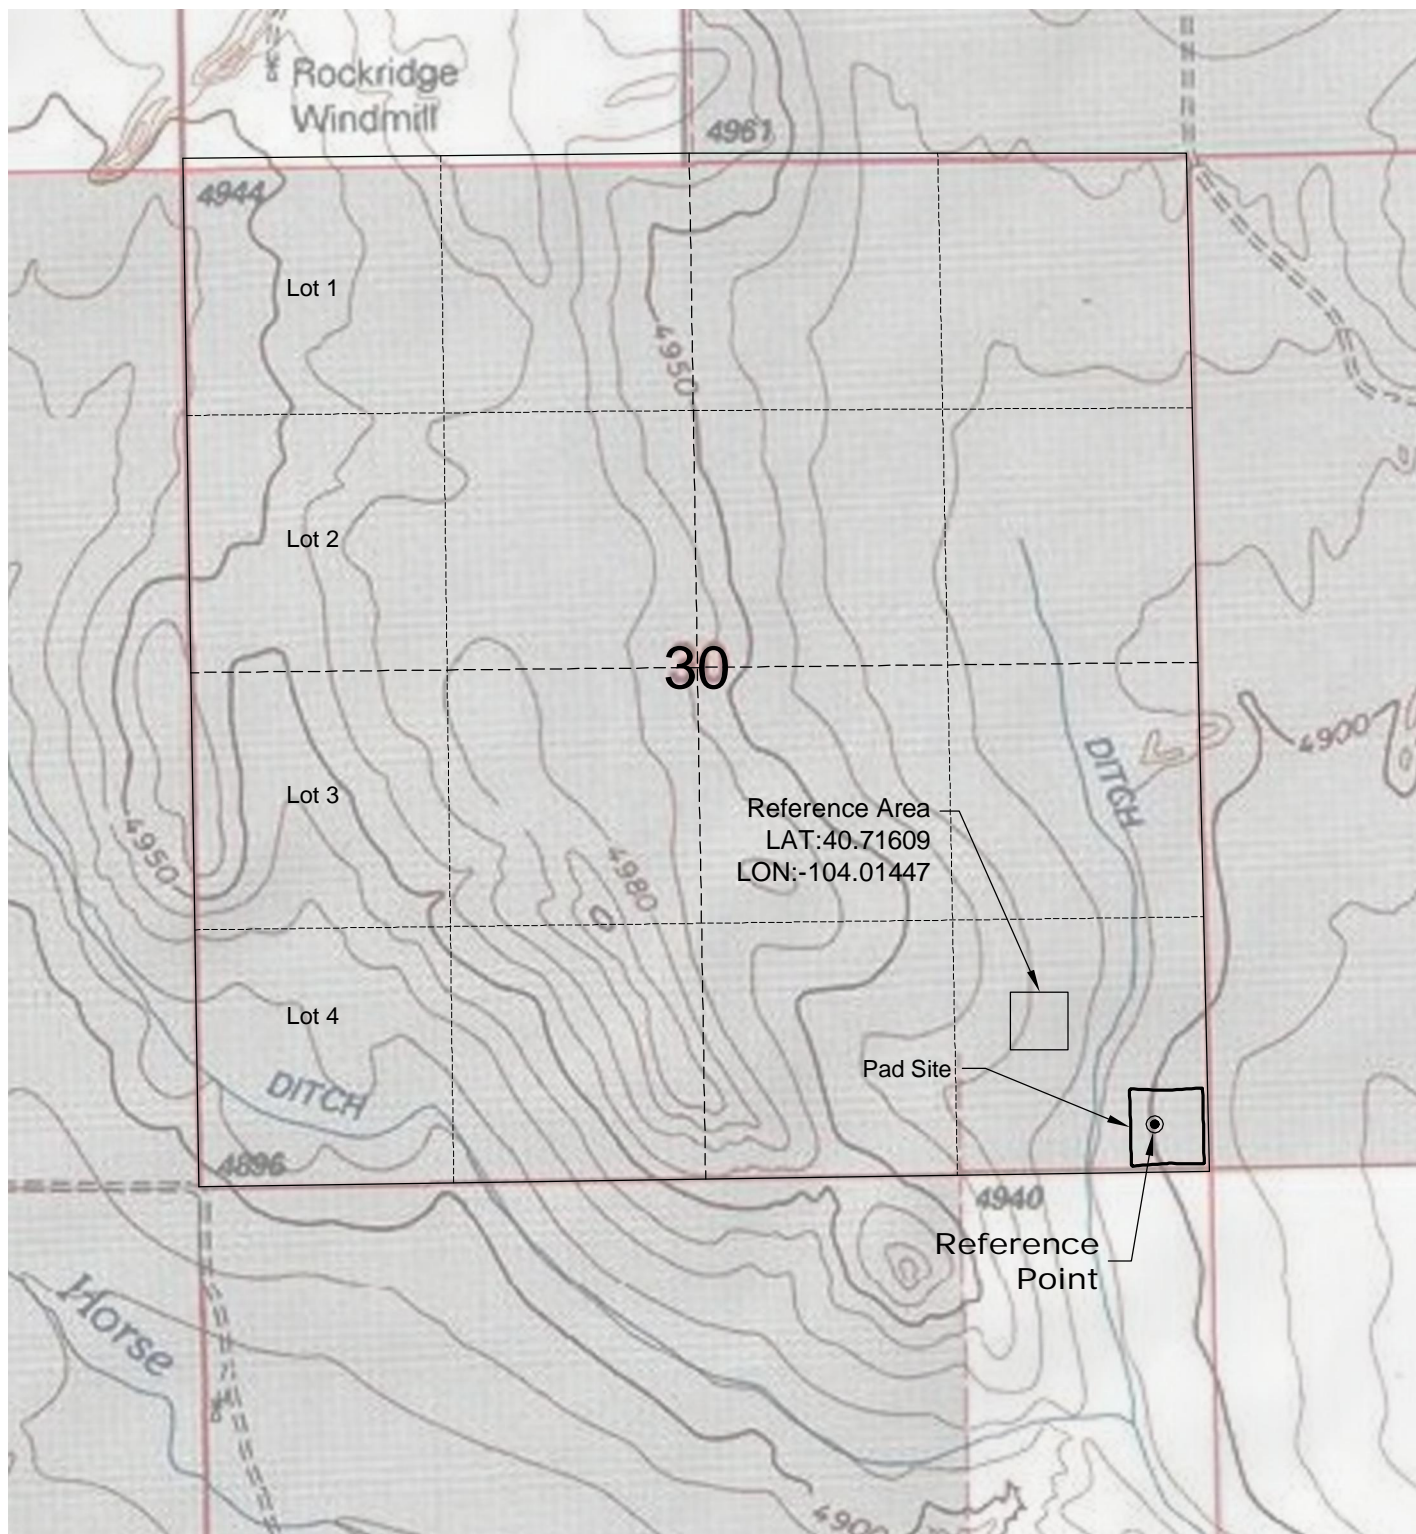 Rockridge
Windmill
4961
4944
Lot 1
4950
Lot 2
30
4900
DITCH
Lot 3
Reference Area
LAT:40.71609
LON:-104.01447
4950
4980
Lot 4
Pad Site
DITCH
4896
4940
Reference
Point
Horse
4900